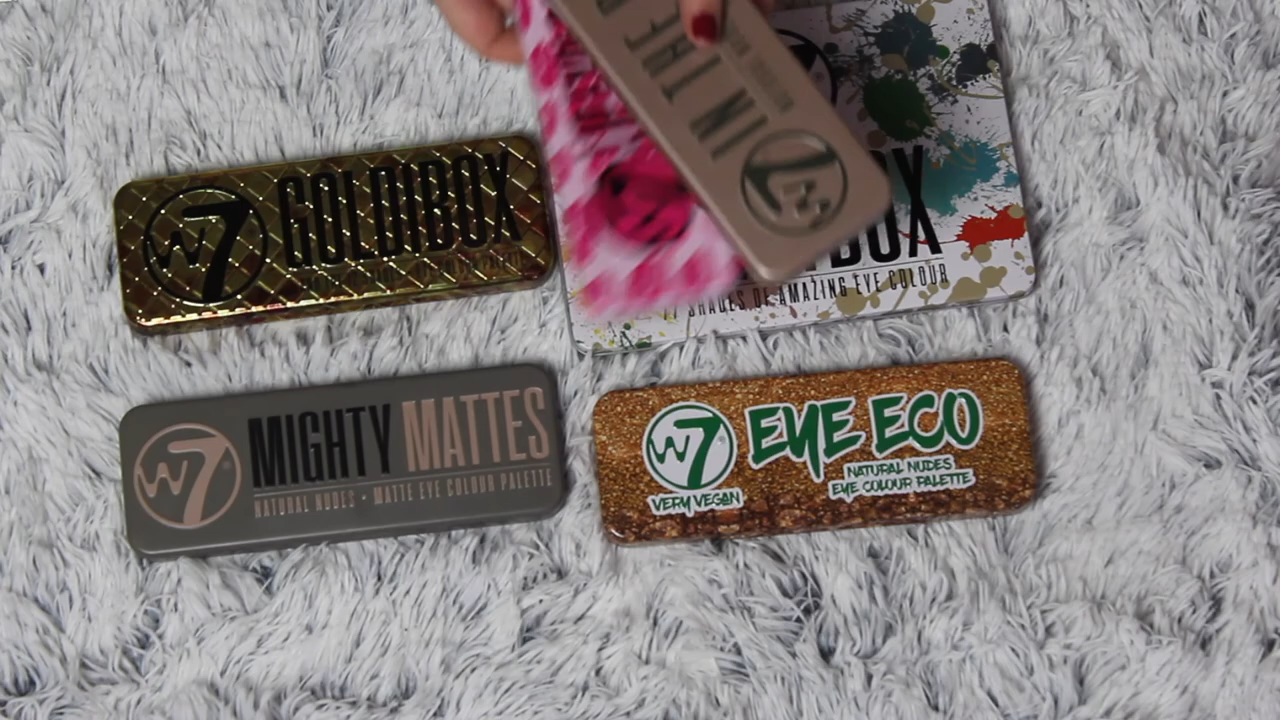 W7
GOLDIBOX
IN THE
W7
BOX
SHADES OF AMAZING EYE COLOUR
W7
MIGHTY MATTES
NATURAL NUDES • MATTE EYE COLOUR PALETTE
W7
VERY VEGAN
EYE ECO
NATURAL NUDES
EYE COLOUR PALETTE